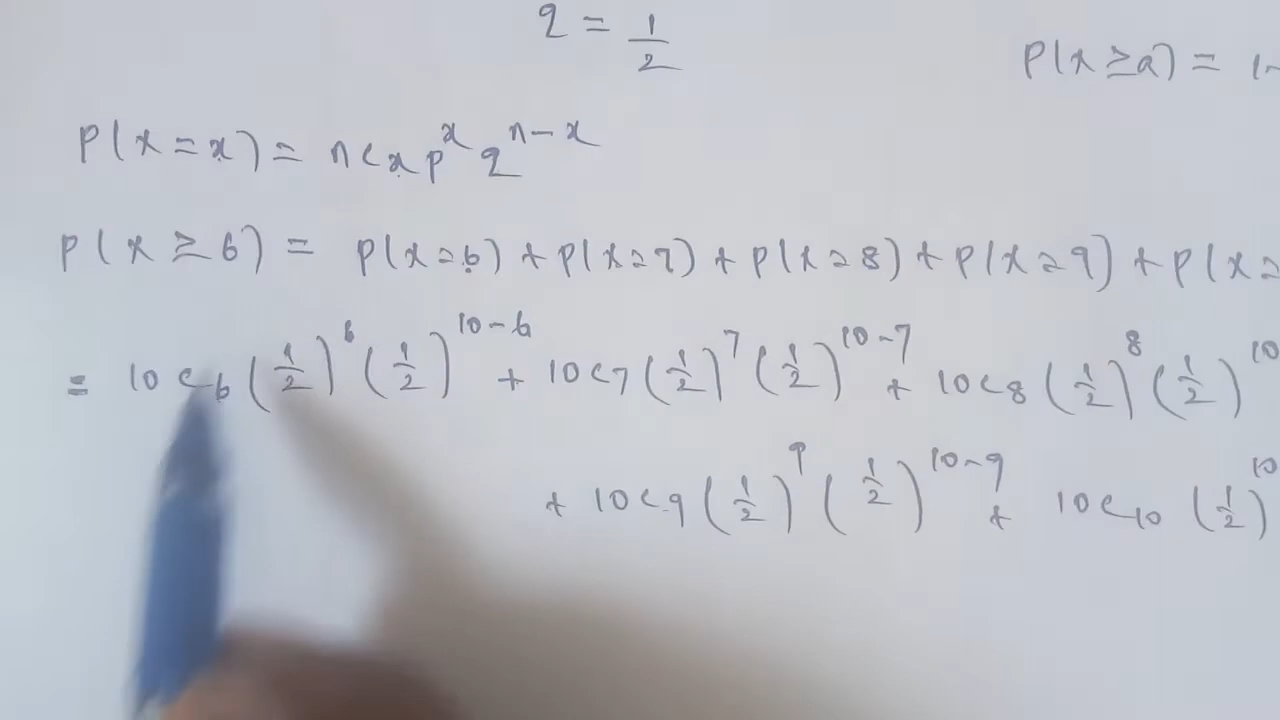 q = 1/2
P(x ≥ a) = 1-
P(x = x) = ncx p^x q^n-x
P(x ≥ 6) = P(x=6) + P(x=7) + P(x=8) + P(x=9) + P(x=
= 10c6 (1/2)^6 (1/2)^10-6 + 10c7 (1/2)^7 (1/2)^10-7 + 10c8 (1/2)^8 (1/2)^10
+ 10c9 (1/2)^9 (1/2)^10-9 + 10c10 (1/2)^10